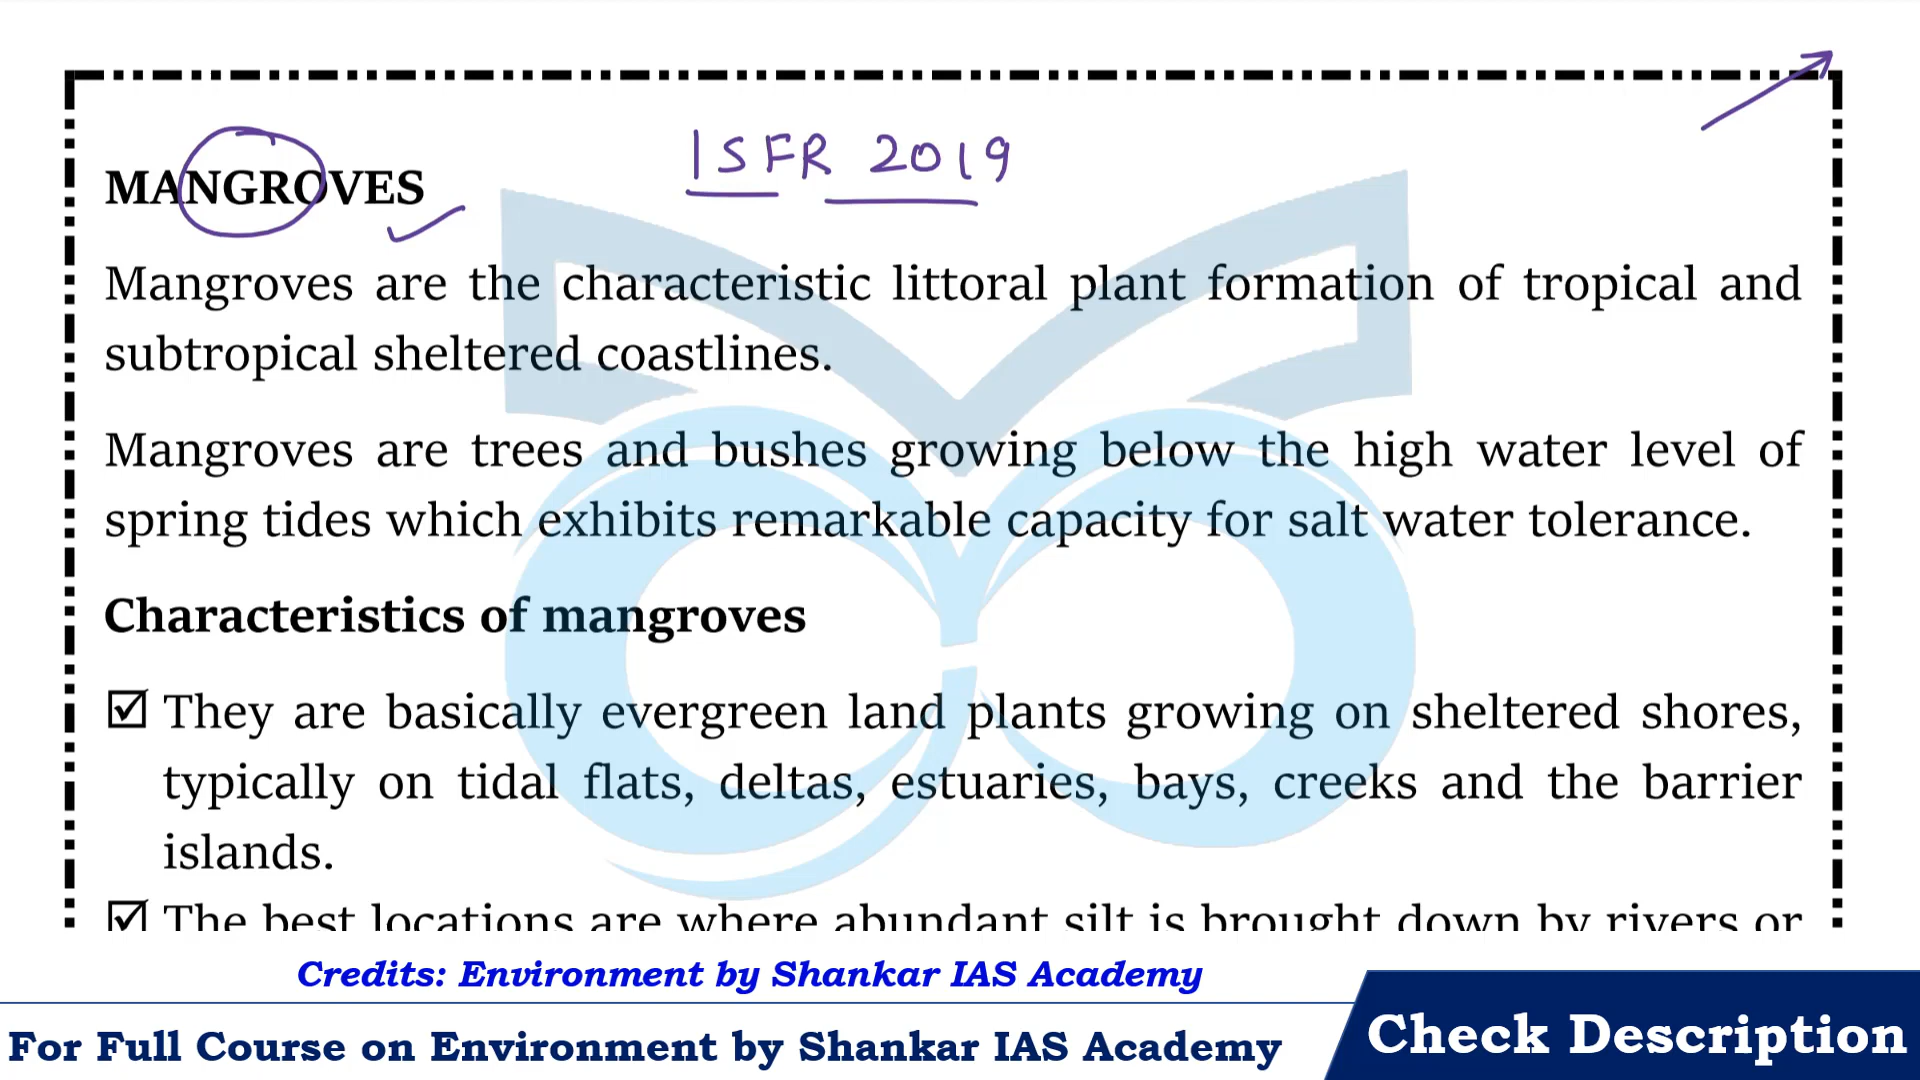 ISFR 2019
MANGROVES
Mangroves are the characteristic littoral plant formation of tropical and
subtropical sheltered coastlines.
Mangroves are trees and bushes growing below the high water level of
spring tides which exhibits remarkable capacity for salt water tolerance.
Characteristics of mangroves
☑ They are basically evergreen land plants growing on sheltered shores,
typically on tidal flats, deltas, estuaries, bays, creeks and the barrier
islands.
☑ The best locations are where abundant silt is brought down by rivers or
Credits: Environment by Shankar IAS Academy
For Full Course on Environment by Shankar IAS Academy
Check Description